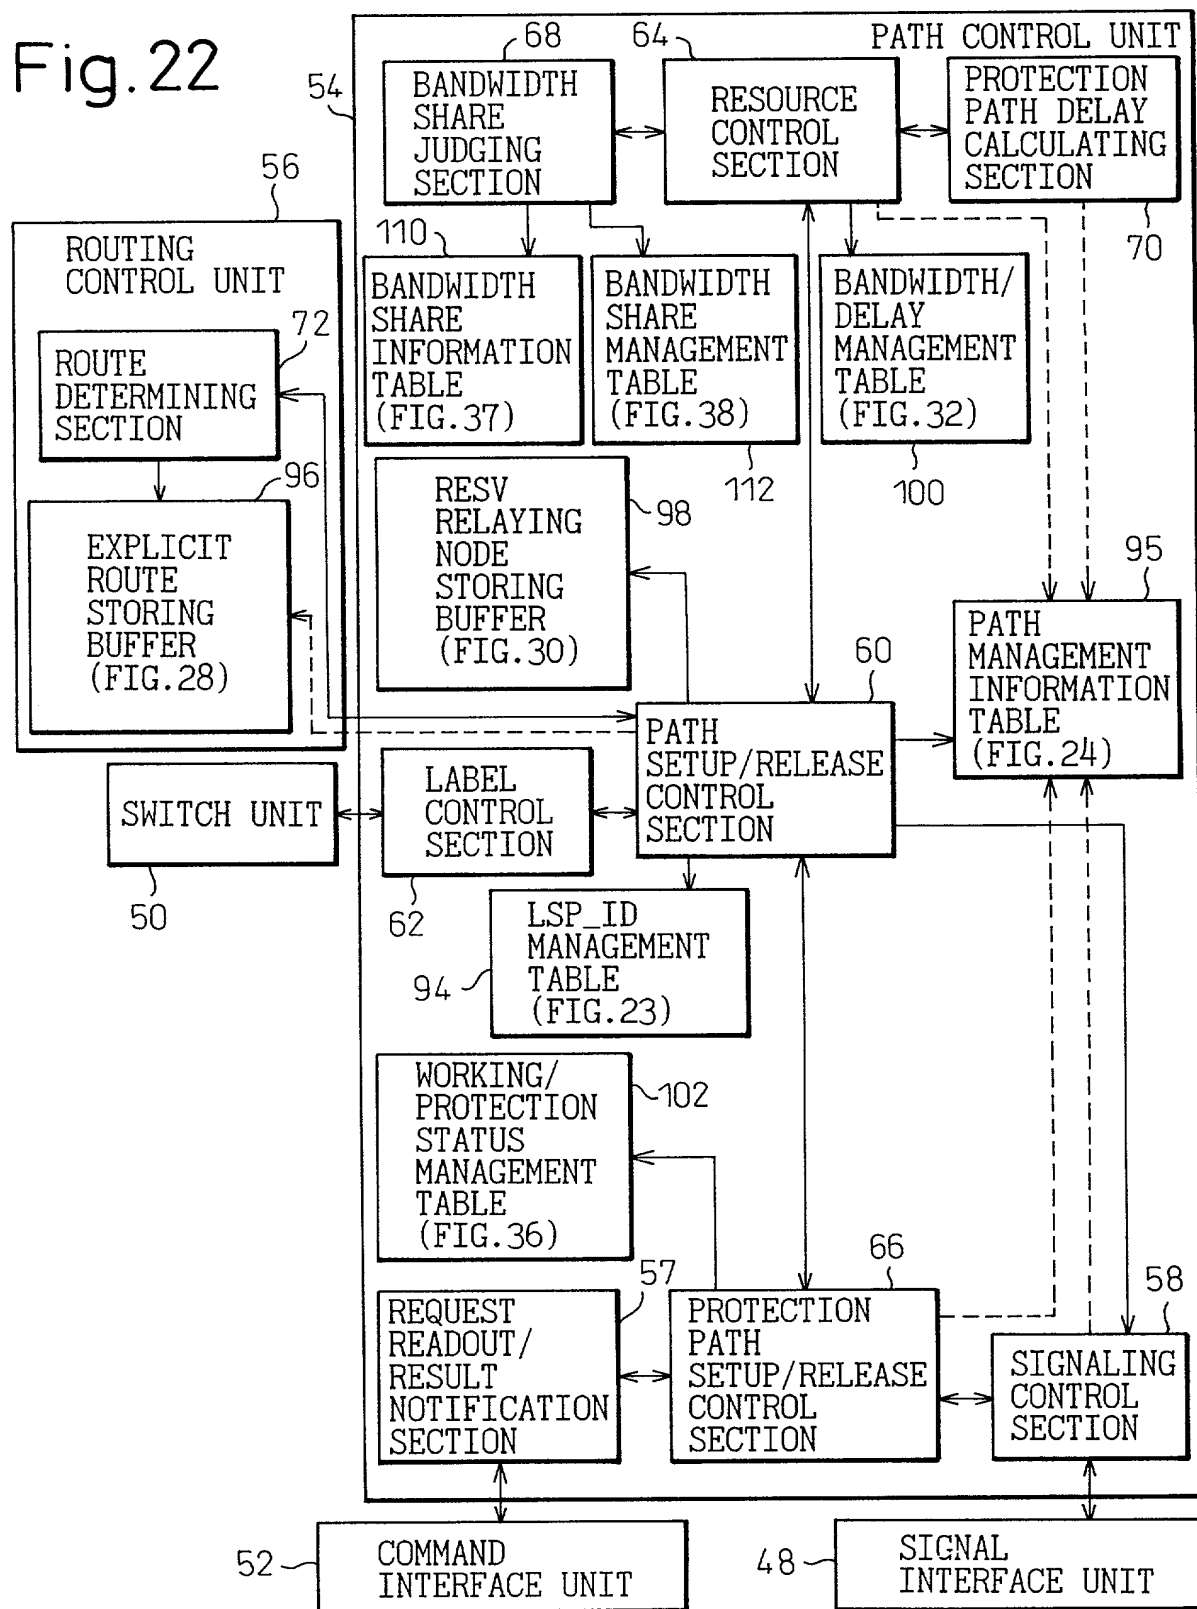 Fig.22
PATH CONTROL UNIT
54
68
BANDWIDTH
SHARE
JUDGING
SECTION
64
RESOURCE
CONTROL
SECTION
PROTECTION
PATH DELAY
CALCULATING
SECTION
70
56
ROUTING
CONTROL UNIT
72
ROUTE
DETERMINING
SECTION
96
EXPLICIT
ROUTE
STORING
BUFFER
(FIG.28)
110
BANDWIDTH
SHARE
INFORMATION
TABLE
(FIG.37)
BANDWIDTH
SHARE
MANAGEMENT
TABLE
(FIG.38)
112
BANDWIDTH/
DELAY
MANAGEMENT
TABLE
(FIG.32)
100
RESV
RELAYING
NODE
STORING
BUFFER
(FIG.30)
98
95
PATH
MANAGEMENT
INFORMATION
TABLE
(FIG.24)
60
PATH
SETUP/RELEASE
CONTROL
SECTION
SWITCH UNIT
50
LABEL
CONTROL
SECTION
62
LSP_ID
MANAGEMENT
TABLE
(FIG.23)
94
WORKING/
PROTECTION
STATUS
MANAGEMENT
TABLE
(FIG.36)
102
57
REQUEST
READOUT/
RESULT
NOTIFICATION
SECTION
66
PROTECTION
PATH
SETUP/RELEASE
CONTROL
SECTION
58
SIGNALING
CONTROL
SECTION
52
COMMAND
INTERFACE UNIT
48
SIGNAL
INTERFACE UNIT